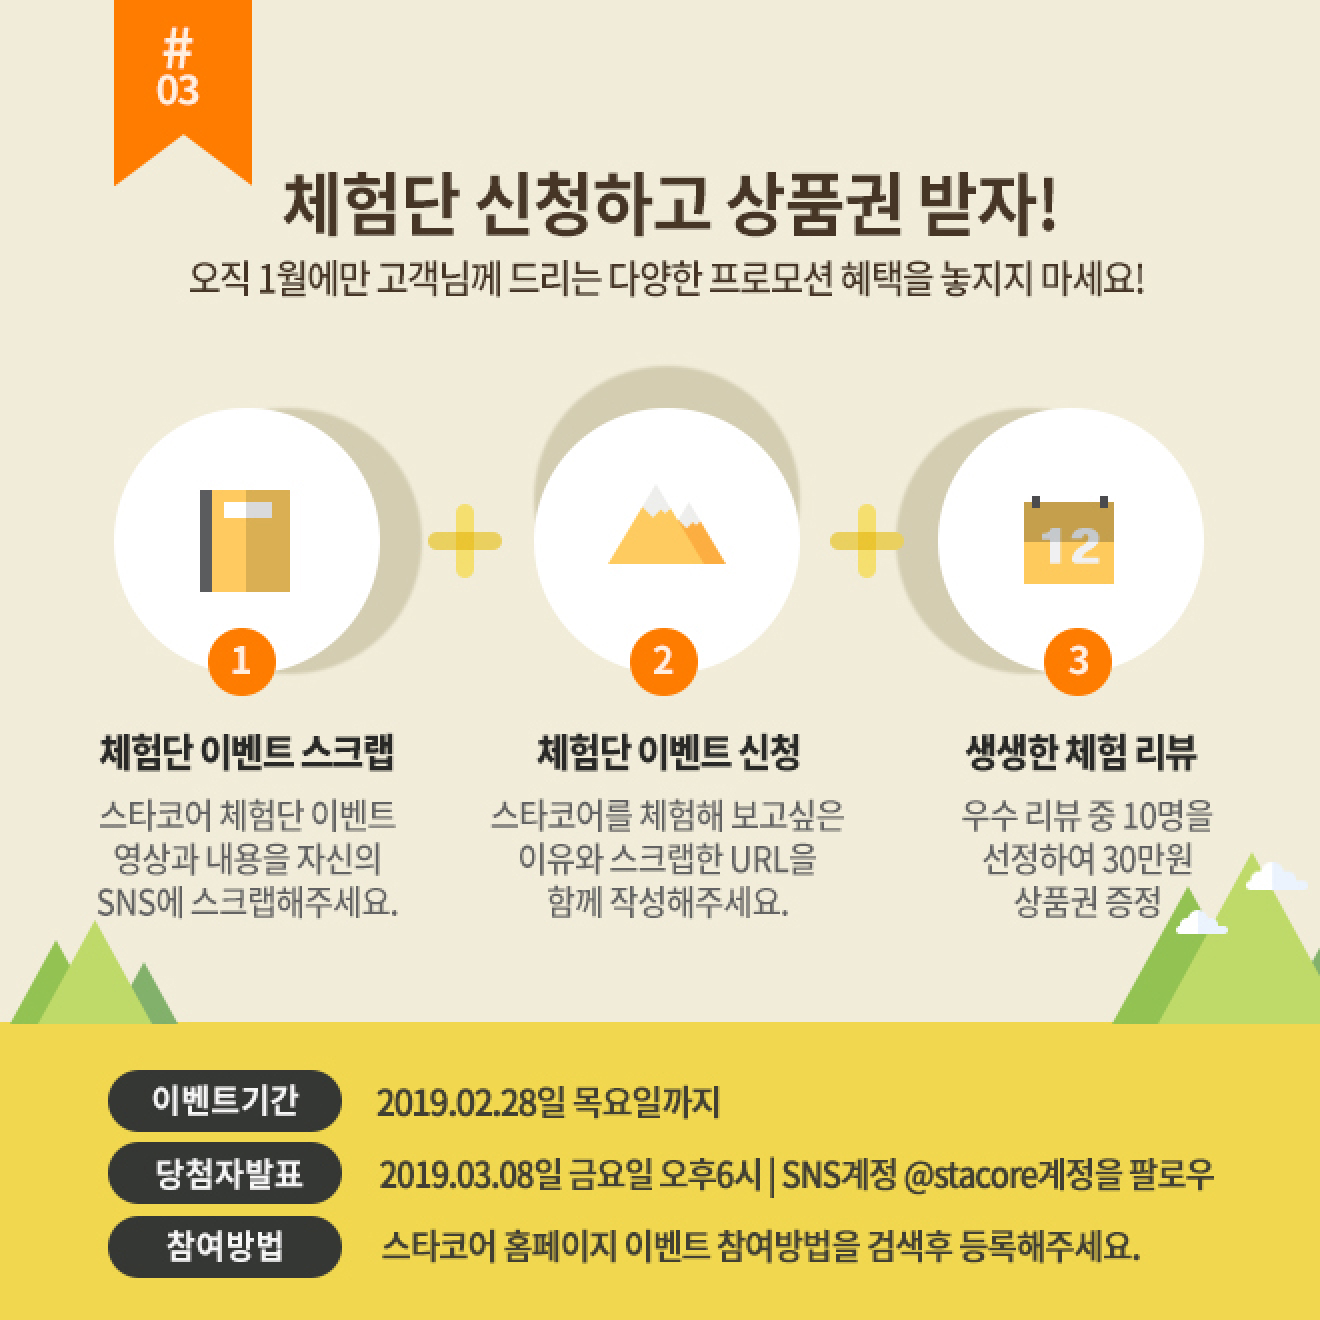 #
03
체험단 신청하고 상품권 받자!
오직 1월에만 고객님께 드리는 다양한 프로모션 혜택을 놓지지 마세요!
12
1
2
3
체험단 이벤트 스크랩
스타코어 체험단 이벤트
영상과 내용을 자신의
SNS에 스크랩해주세요.
체험단 이벤트 신청
스타코어를 체험해 보고싶은
이유와 스크랩한 URL을
함께 작성해주세요.
생생한 체험 리뷰
우수 리뷰 중 10명을
선정하여 30만원
상품권 증정
이벤트기간 2019.02.28일 목요일까지
당첨자발표 2019.03.08일 금요일 오후6시 | SNS계정 @stacore계정을 팔로우
참여방법 스타코어 홈페이지 이벤트 참여방법을 검색후 등록해주세요.